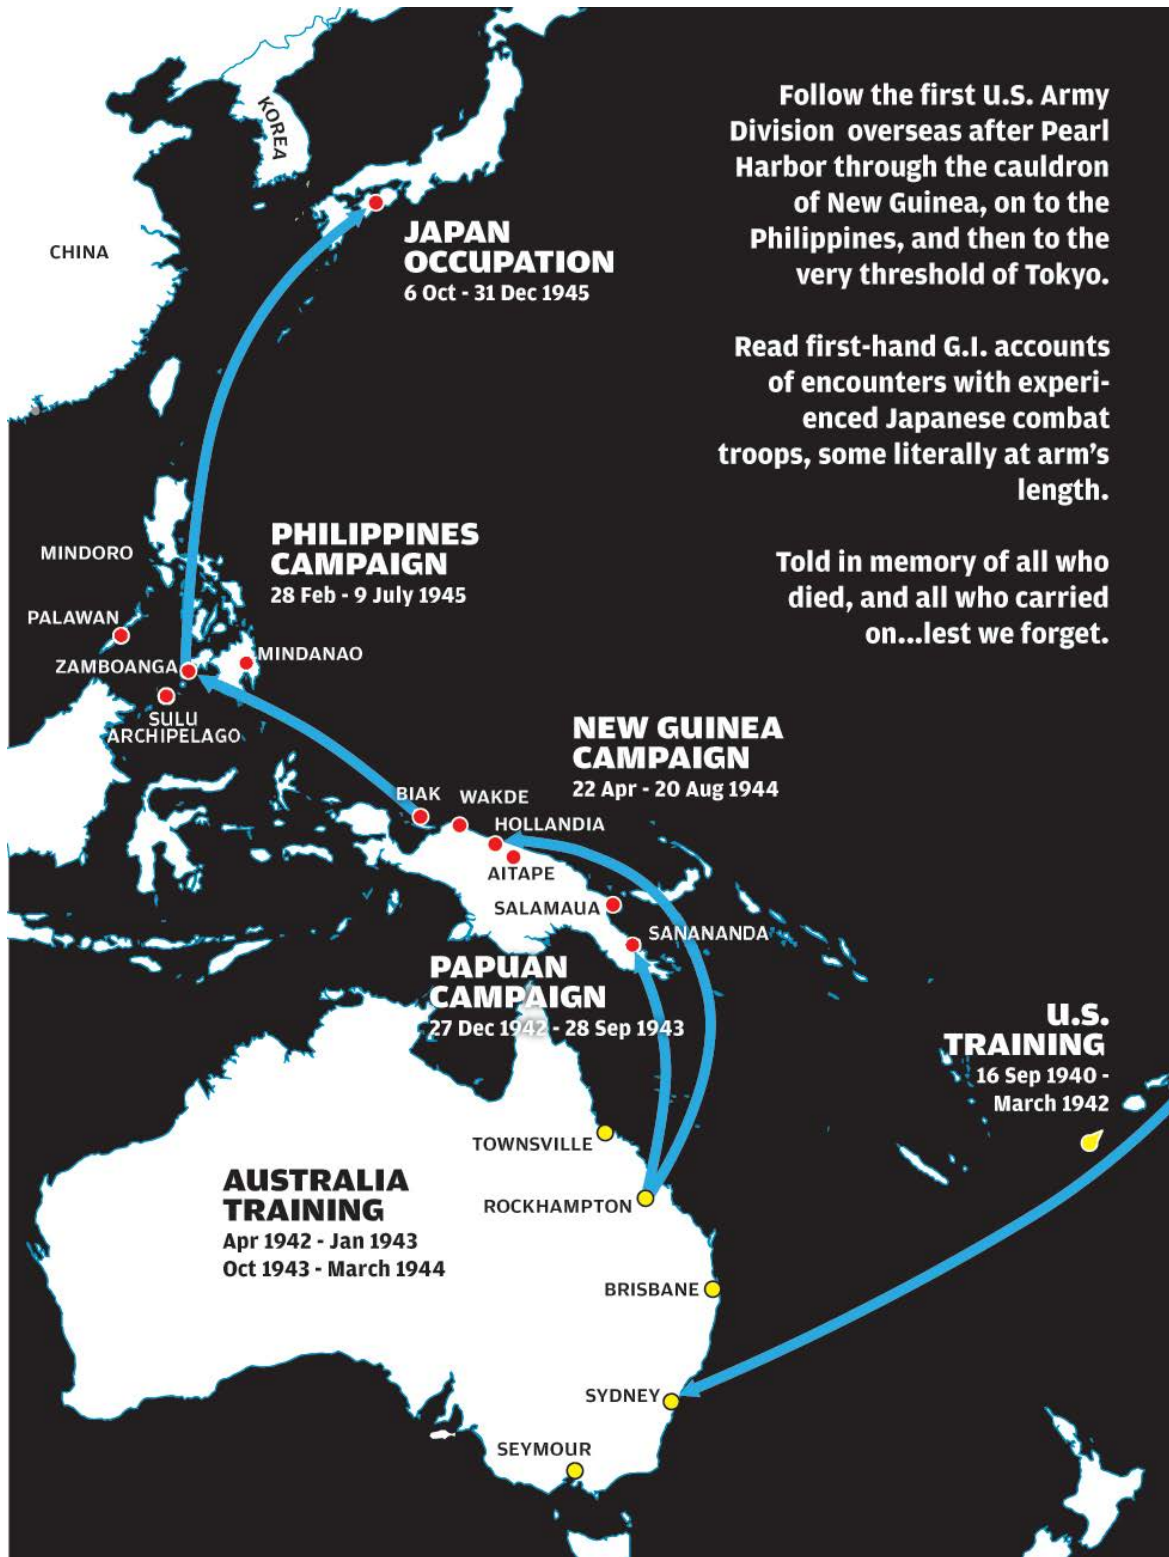 Follow the first U.S. Army
Division overseas after Pearl
Harbor through the cauldron
of New Guinea, on to the
Philippines, and then to the
very threshold of Tokyo.
Read first-hand G.I. accounts
of encounters with experi-
enced Japanese combat
troops, some literally at arm's
length.
Told in memory of all who
died, and all who carried
on...lest we forget.
KOREA
CHINA
JAPAN
OCCUPATION
6 Oct - 31 Dec 1945
PHILIPPINES
CAMPAIGN
28 Feb - 9 July 1945
MINDORO
PALAWAN
ZAMBOANGA
MINDANAO
SULU
ARCHIPELAGO
NEW GUINEA
CAMPAIGN
22 Apr - 20 Aug 1944
BIAK
WAKDE
HOLLANDIA
AITAPE
SALAMAUA
SANANANDA
PAPUAN
CAMPAIGN
27 Dec 1942 - 28 Sep 1943
U.S.
TRAINING
16 Sep 1940 -
March 1942
TOWNSVILLE
AUSTRALIA
TRAINING
Apr 1942 - Jan 1943
Oct 1943 - March 1944
ROCKHAMPTON
BRISBANE
SYDNEY
SEYMOUR